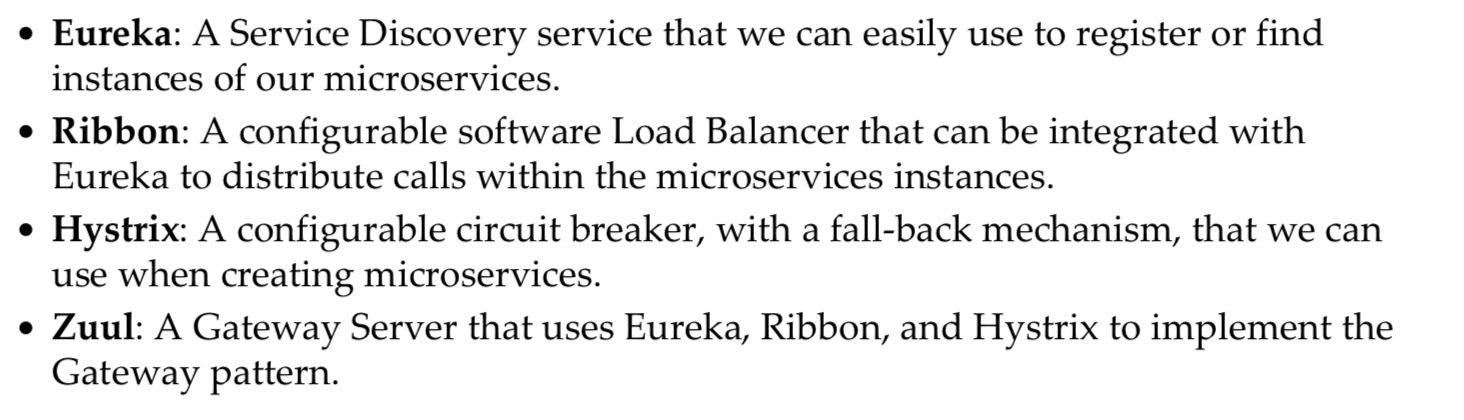 • Eureka: A Service Discovery service that we can easily use to register or find
instances of our microservices.
• Ribbon: A configurable software Load Balancer that can be integrated with
Eureka to distribute calls within the microservices instances.
• Hystrix: A configurable circuit breaker, with a fall-back mechanism, that we can
use when creating microservices.
• Zuul: A Gateway Server that uses Eureka, Ribbon, and Hystrix to implement the
Gateway pattern.